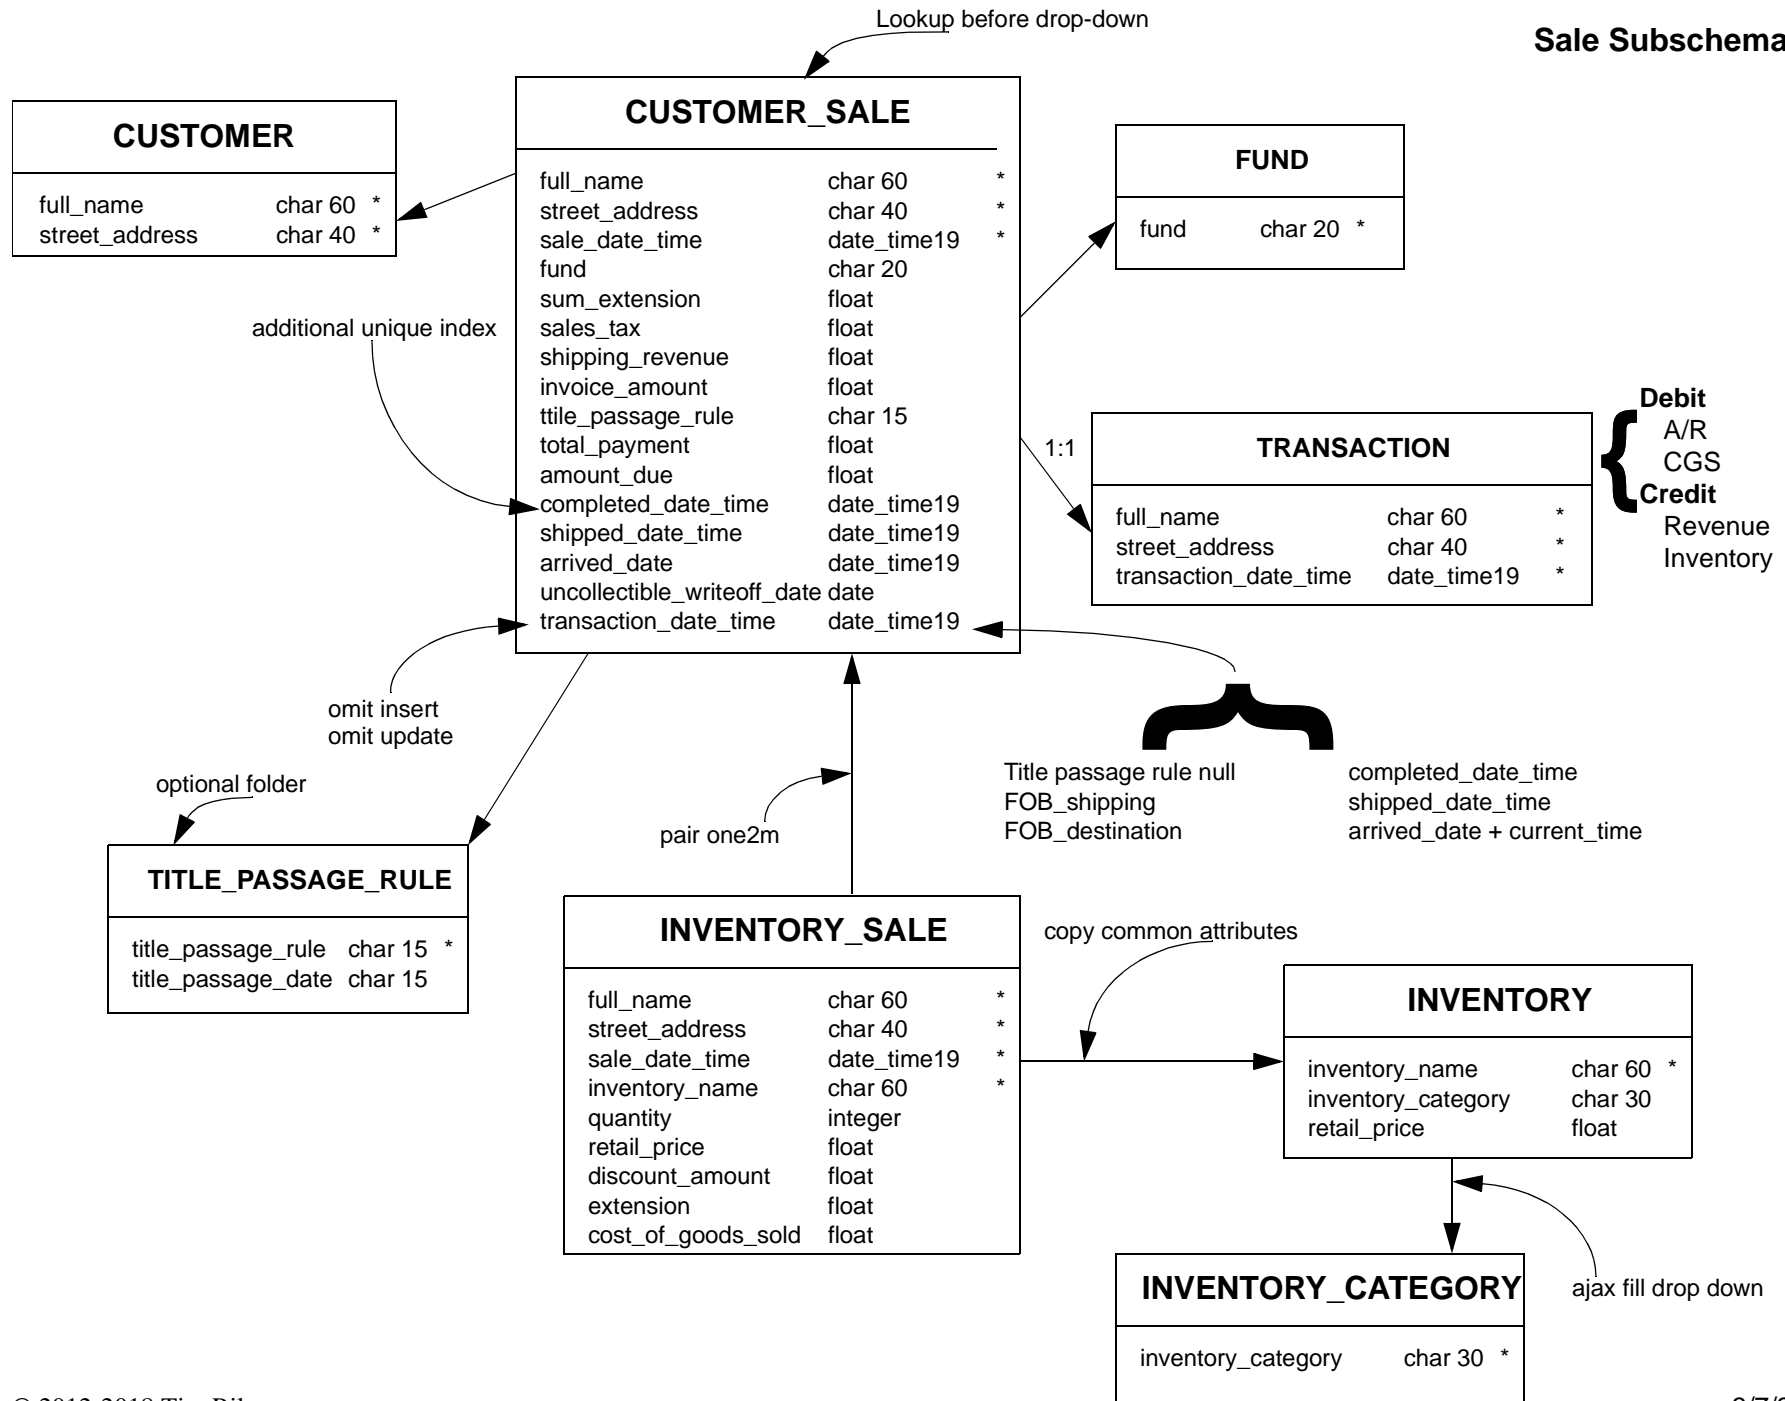 Lookup before drop-down
Sale Subschema
CUSTOMER
full_name char 60 *
street_address char 40 *
CUSTOMER_SALE
full_name char 60 *
street_address char 40 *
sale_date_time date_time19 *
fund char 20
sum_extension float
sales_tax float
shipping_revenue float
invoice_amount float
ttile_passage_rule char 15
total_payment float
amount_due float
completed_date_time date_time19
shipped_date_time date_time19
arrived_date date_time19
uncollectible_writeoff_date date
transaction_date_time date_time19
FUND
fund char 20 *
additional unique index
1:1
TRANSACTION
full_name char 60 *
street_address char 40 *
transaction_date_time date_time19 *
Debit
A/R
CGS
Credit
Revenue
Inventory
omit insert
omit update
optional folder
TITLE_PASSAGE_RULE
title_passage_rule char 15 *
title_passage_date char 15
pair one2m
Title passage rule null completed_date_time
FOB_shipping shipped_date_time
FOB_destination arrived_date + current_time
INVENTORY_SALE
full_name char 60 *
street_address char 40 *
sale_date_time date_time19 *
inventory_name char 60 *
quantity integer
retail_price float
discount_amount float
extension float
cost_of_goods_sold float
copy common attributes
INVENTORY
inventory_name char 60 *
inventory_category char 30
retail_price float
ajax fill drop down
INVENTORY_CATEGORY
inventory_category char 30 *